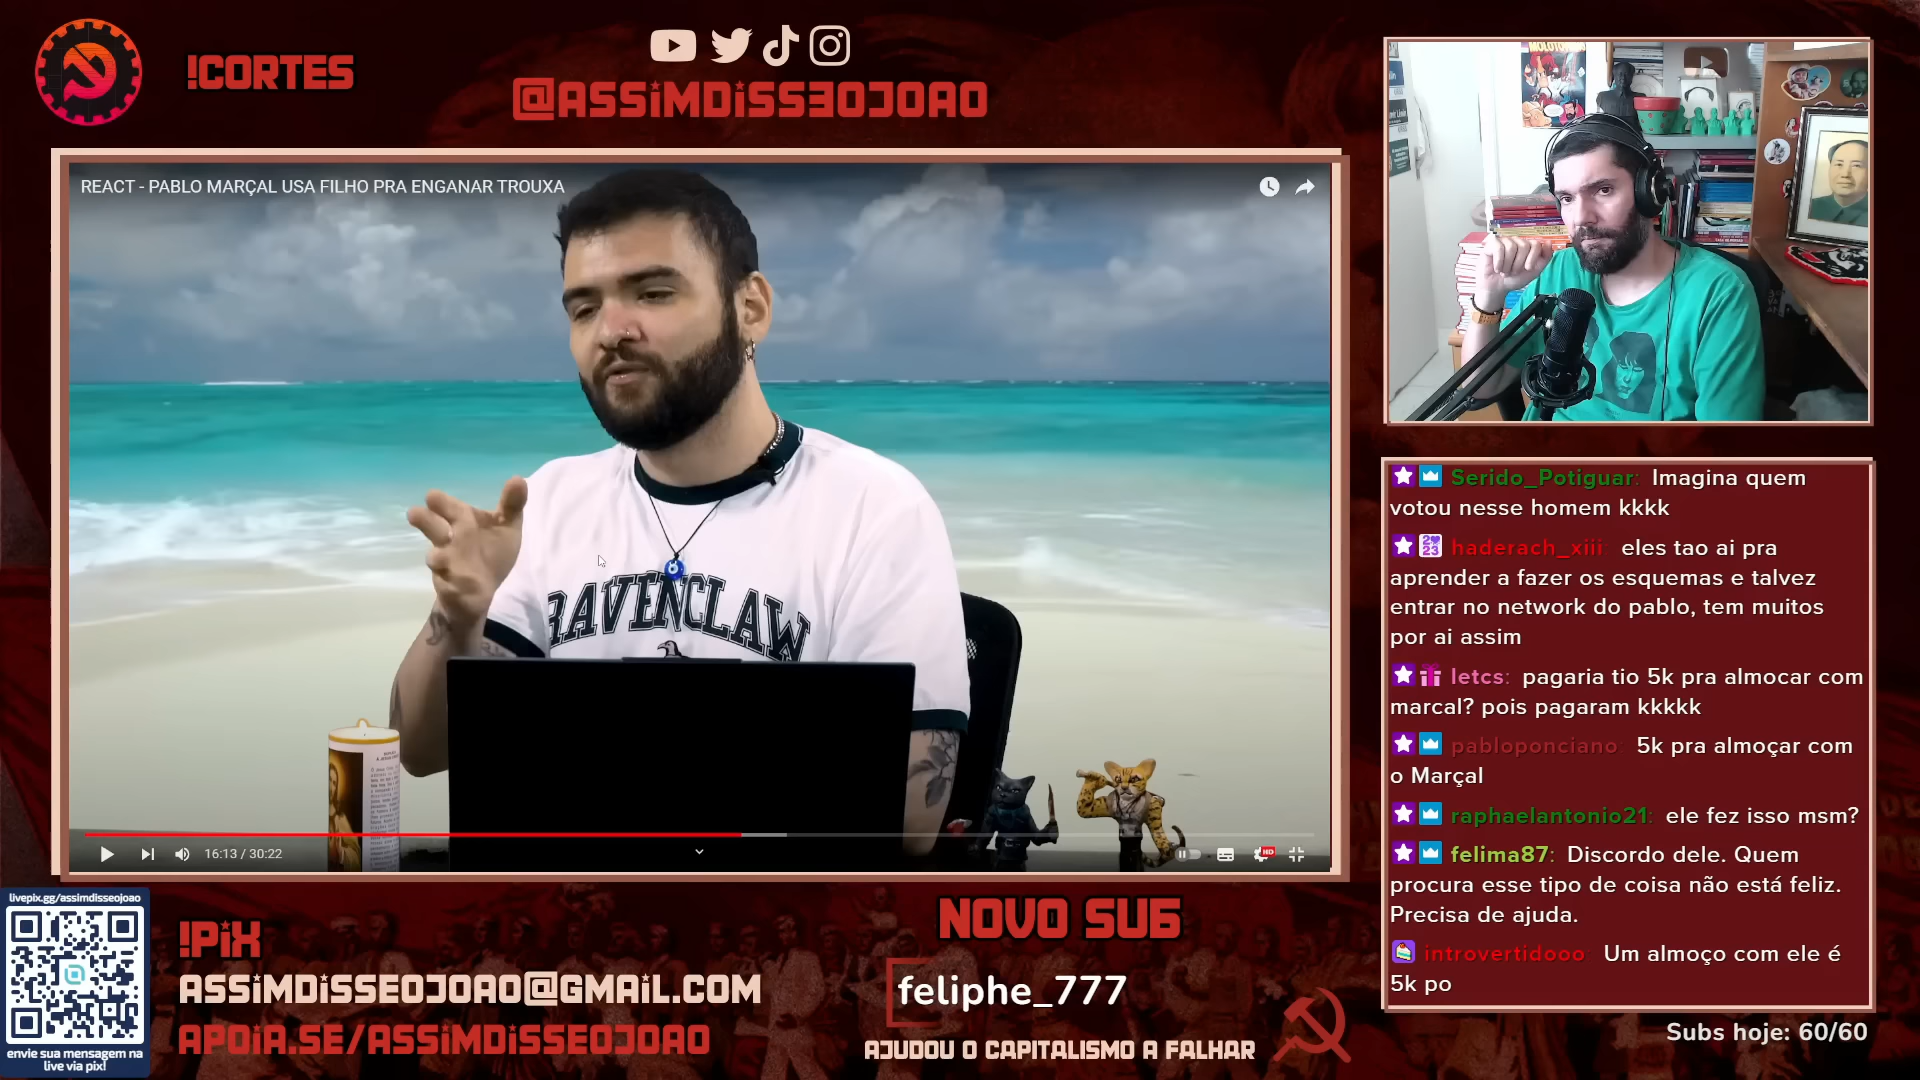 !CORTES
@ASSIMDISSEOJOAO
REACT - PABLO MARÇAL USA FILHO PRA ENGANAR TROUXA
RAVENCLAW
16:13 / 30:22
HD
MOLOTOV
Serido_Potiguar: Imagina quem
votou nesse homem kkkk
haderach_xiii: eles tao ai pra
aprender a fazer os esquemas e talvez
entrar no network do pablo, tem muitos
por ai assim
letcs: pagaria tio 5k pra almocar com
marcal? pois pagaram kkkkk
pabloponciano: 5k pra almoçar com
o Marçal
raphaelantonio21: ele fez isso msm?
felima87: Discordo dele. Quem
procura esse tipo de coisa não está feliz.
Precisa de ajuda.
introvertidooo: Um almoço com ele é
5k po
Subs hoje: 60/60
livepix.gg/assimdisseojoao
envie sua mensagem na
live via pix!
!PIX
ASSIMDISSEOJOAO@GMAIL.COM
APOIA.SE/ASSIMDISSEOJOAO
NOVO SUB
feliphe_777
AJUDOU O CAPITALISMO A FALHAR